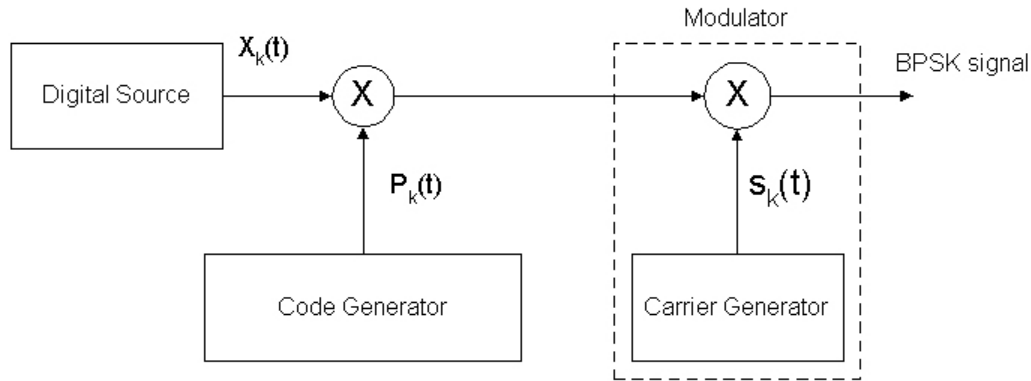 Modulator
X_k(t)
BPSK signal
Digital Source
X
X
P_k(t)
s_k(t)
Code Generator
Carrier Generator